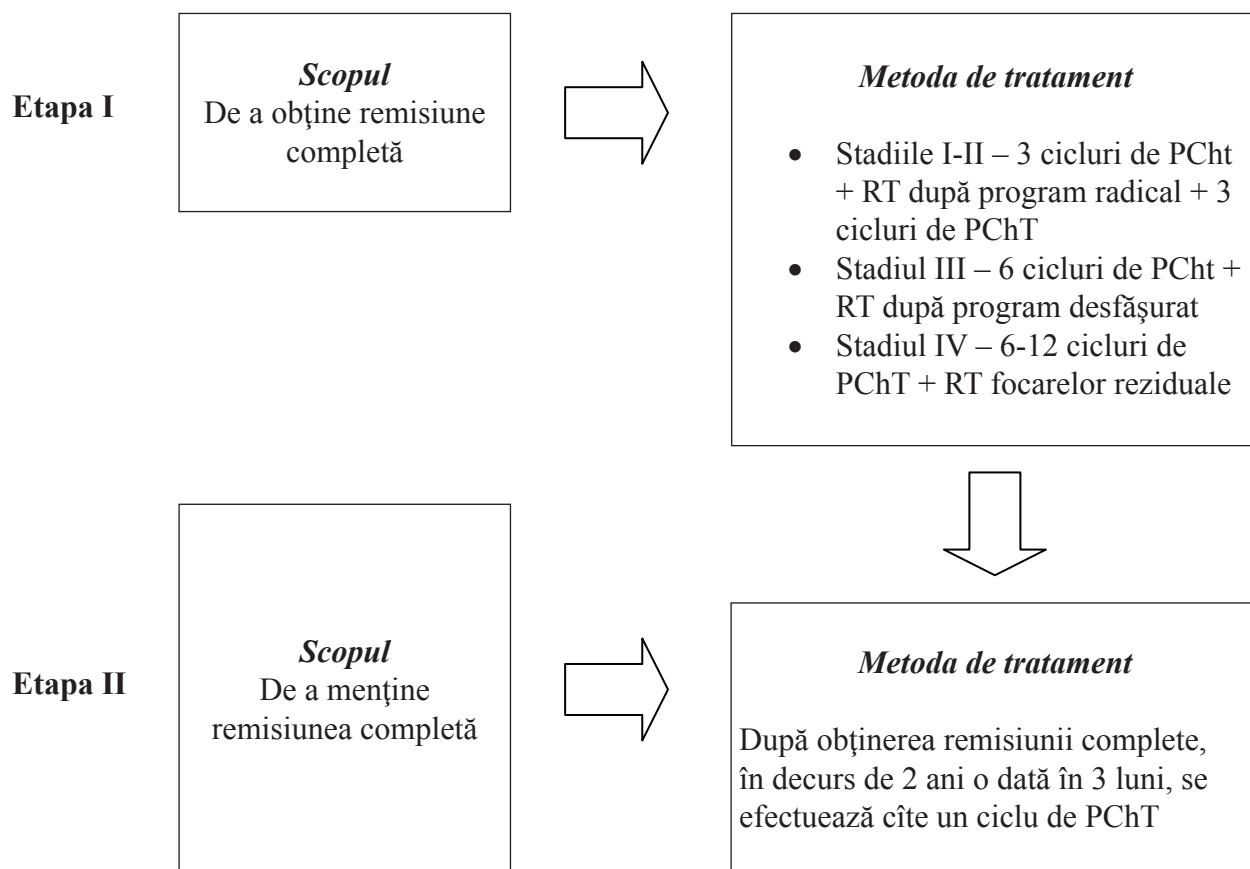 Etapa I
Scopul
De a obţine remisiune
completă
Metoda de tratament
• Stadiile I-II – 3 cicluri de PCht
+ RT după program radical + 3
cicluri de PChT
• Stadiul III – 6 cicluri de PCht +
RT după program desfăşurat
• Stadiul IV – 6-12 cicluri de
PChT + RT focarelor reziduale
Etapa II
Scopul
De a menţine
remisiunea completă
Metoda de tratament
După obţinerea remisiunii complete,
în decurs de 2 ani o dată în 3 luni, se
efectuează cîte un ciclu de PChT